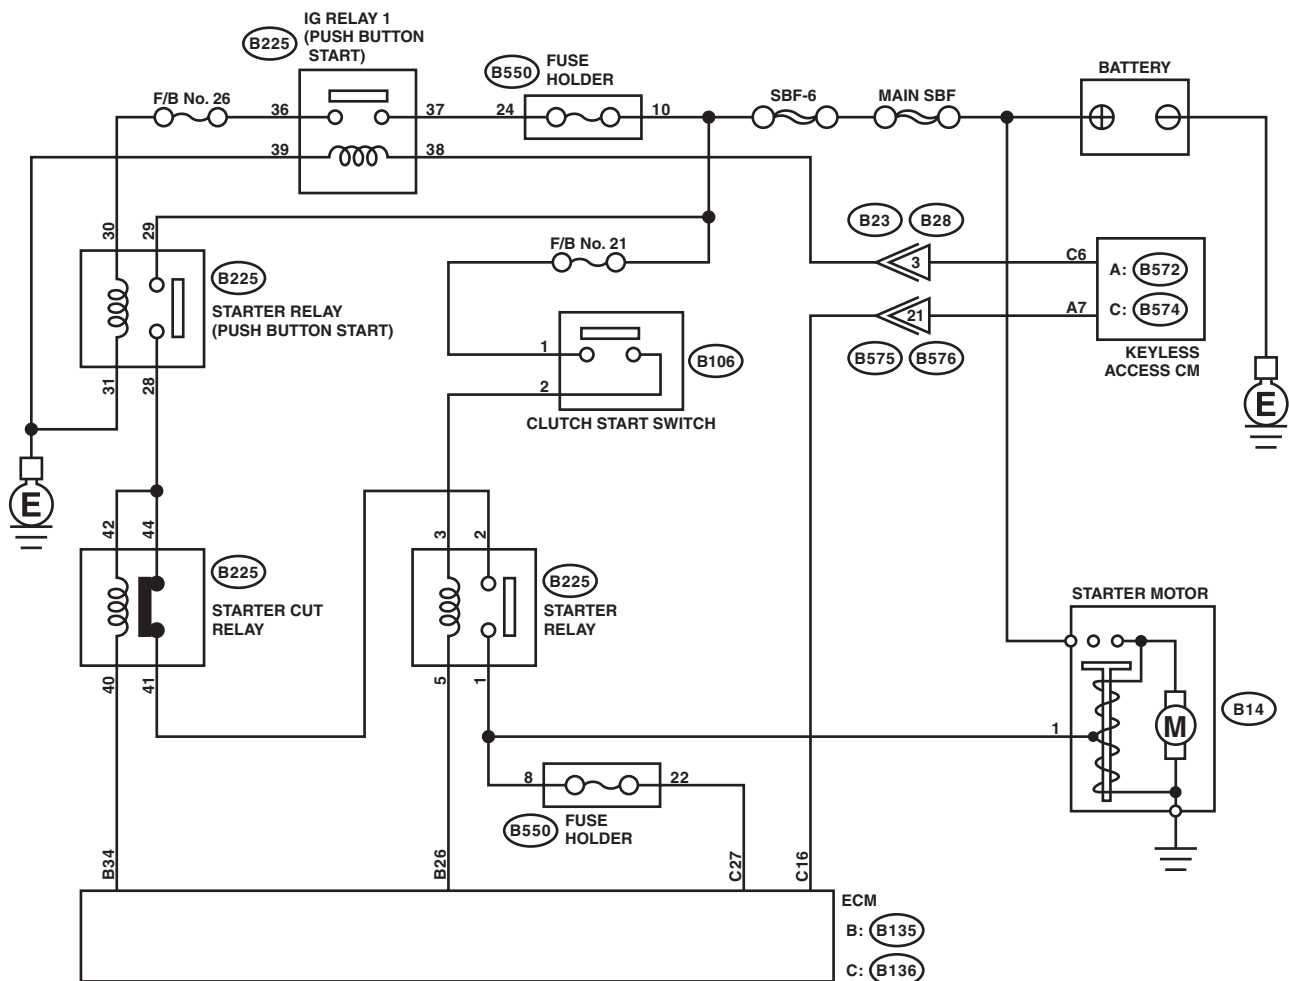 IG RELAY 1
(PUSH BUTTON
START)
B225
B550
FUSE
HOLDER
BATTERY
F/B No. 26
36
37
24
10
SBF-6
MAIN SBF
39
38
30
29
B23
B28
F/B No. 21
3
C6
A: B572
B225
STARTER RELAY
(PUSH BUTTON START)
21
A7
C: B574
1
B106
B575
B576
KEYLESS
ACCESS CM
31
28
2
CLUTCH START SWITCH
E
E
42
44
3
2
B225
STARTER CUT
RELAY
B225
STARTER
RELAY
STARTER MOTOR
40
41
5
1
1
M
B14
8
22
B550
FUSE
HOLDER
B34
B26
C27
C16
ECM
B: B135
C: B136